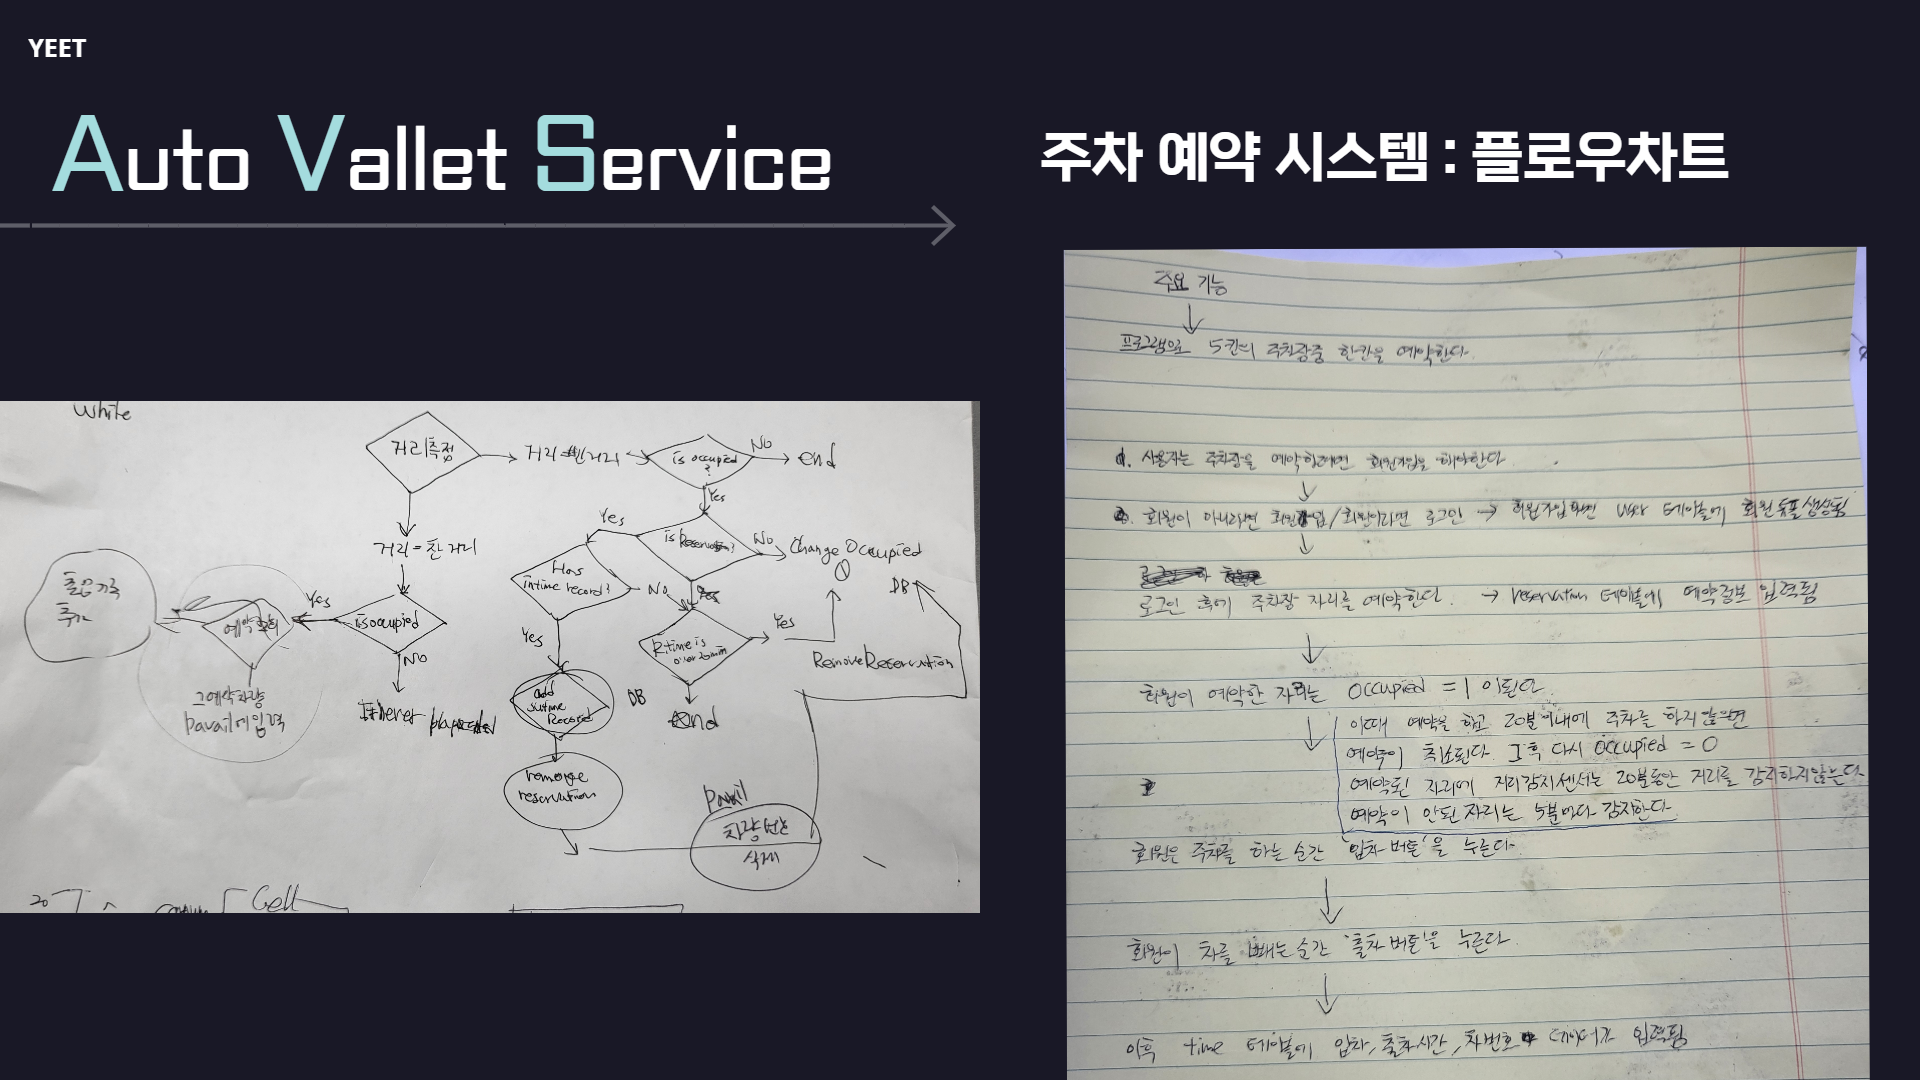 YEET
Auto Vallet Service
주차 예약 시스템 : 플로우차트
White
거리측정
거리 = 빈거리
is occupied
?
No
end
Yes
is Reservation?
No
Change Occupied
DB
Yes
Has
intime record?
No
Yes
R.time is
over 20min
Yes
Remove Reservation
end
add
Record
DB
reservation
차량 번호
삭제
거리 = 찬거리
isoccupied
Yes
No
예약
그 예약차량
pavail에 입력
추가
20
Cell
주요 기능
프로그램으로 5칸의 주차장중 한칸을 예약한다.
a. 사용자는 주차장을 예약하려면 회원가입을 해야한다
b. 회원이 아니라면 회원가입/회원이라면 로그인 → 회원가입하면 user 테이블에 회원 생성됨
로그인 후에 주차장 자리를 예약한다. → reservation 테이블에 예약정보 입력됨
회원이 예약한 자리는 occupied = 1 이된다.
이때 예약을 하고 20분이내에 주차를 하지 않으면
예약이 취소된다. 그후 다시 occupied = 0
예약된 자리에 거리감지센서는 20분동안 거리를 감지하지않는다
예약이 안된 자리는 5분마다 감지한다.
회원은 주차를 하는 순간 '입차 버튼'을 누른다.
회원이 차를 빼는 순간 '출차 버튼'을 누른다.
이후 time 테이블에 입차, 출차시간, 차번호 데이터가 입력됨